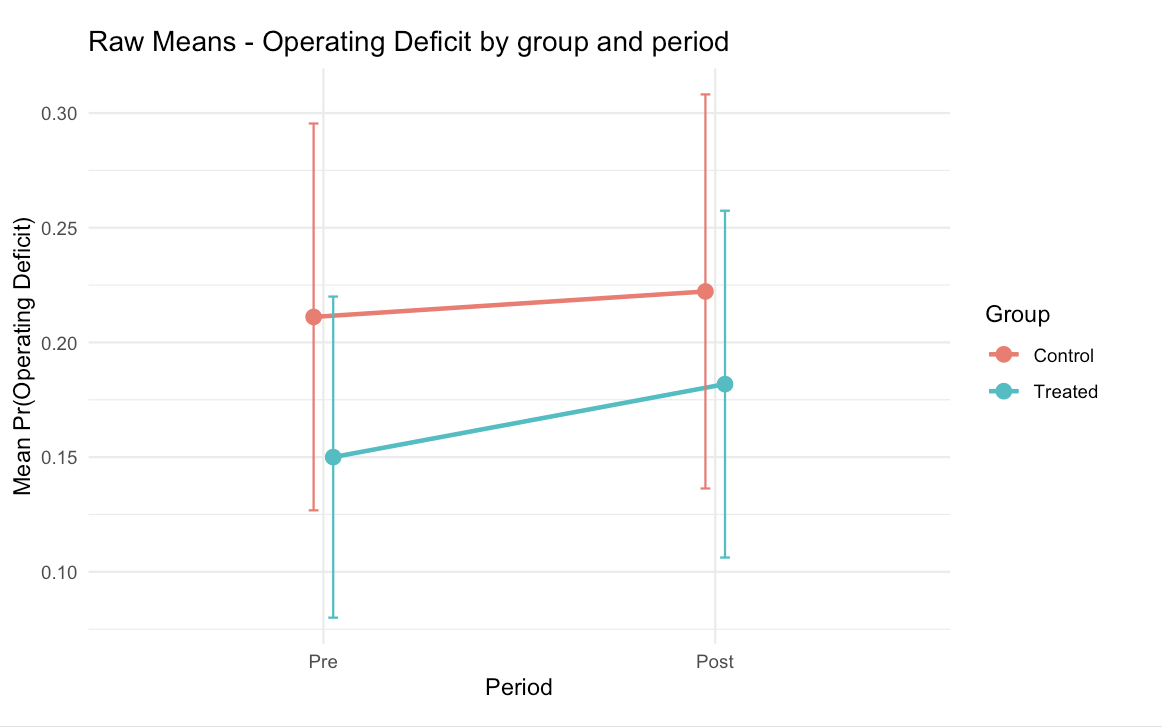 Raw Means - Operating Deficit by group and period
Mean Pr(Operating Deficit)
0.30
0.25
0.20
0.15
0.10
Pre
Post
Period
Group
Control
Treated